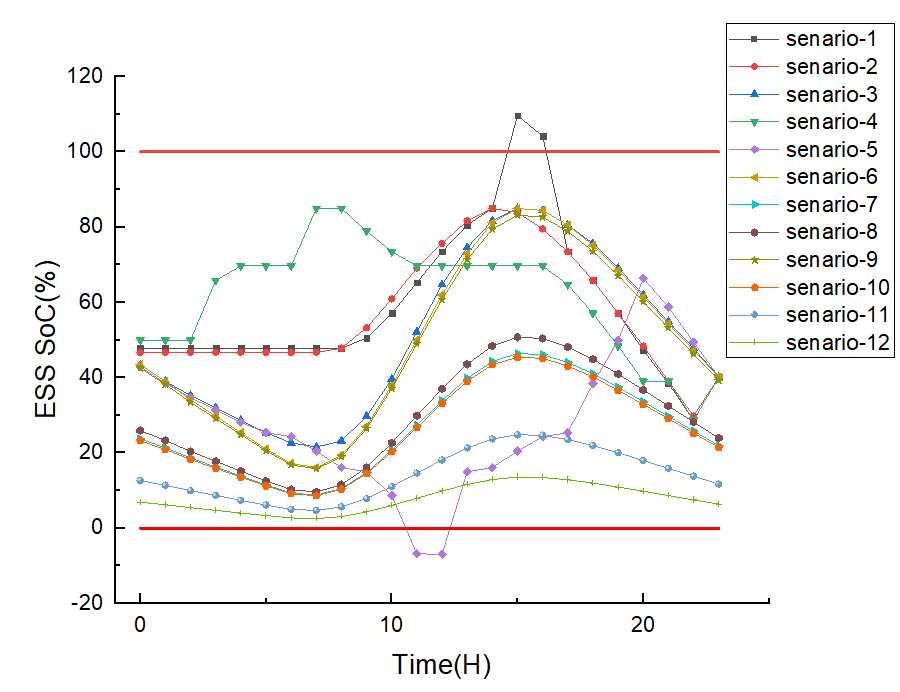 senario-1
senario-2
senario-3
senario-4
senario-5
senario-6
senario-7
senario-8
senario-9
senario-10
senario-11
senario-12
120
100
80
60
40
20
0
-20
ESS SoC(%)
0
10
20
Time(H)